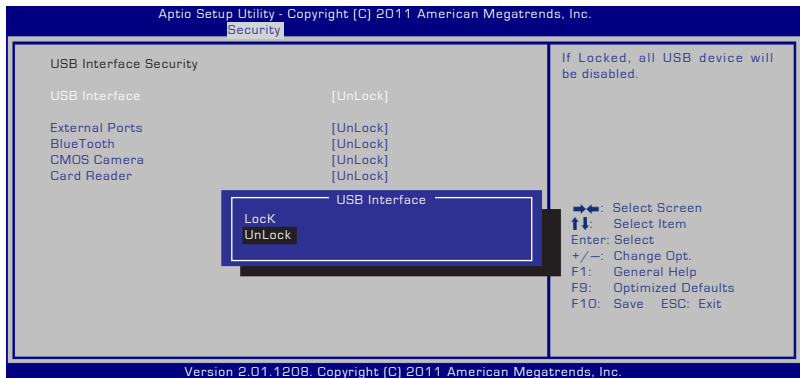 Aptio Setup Utility - Copyright (C) 2011 American Megatrends, Inc.
Security
USB Interface Security
USB Interface [UnLock]
External Ports [UnLock]
BlueTooth [UnLock]
CMOS Camera [UnLock]
Card Reader [UnLock]
USB Interface
LocK
UnLock
If Locked, all USB device will
be disabled.
→←: Select Screen
↑↓: Select Item
Enter: Select
+/—: Change Opt.
F1: General Help
F9: Optimized Defaults
F10: Save ESC: Exit
Version 2.01.1208. Copyright (C) 2011 American Megatrends, Inc.